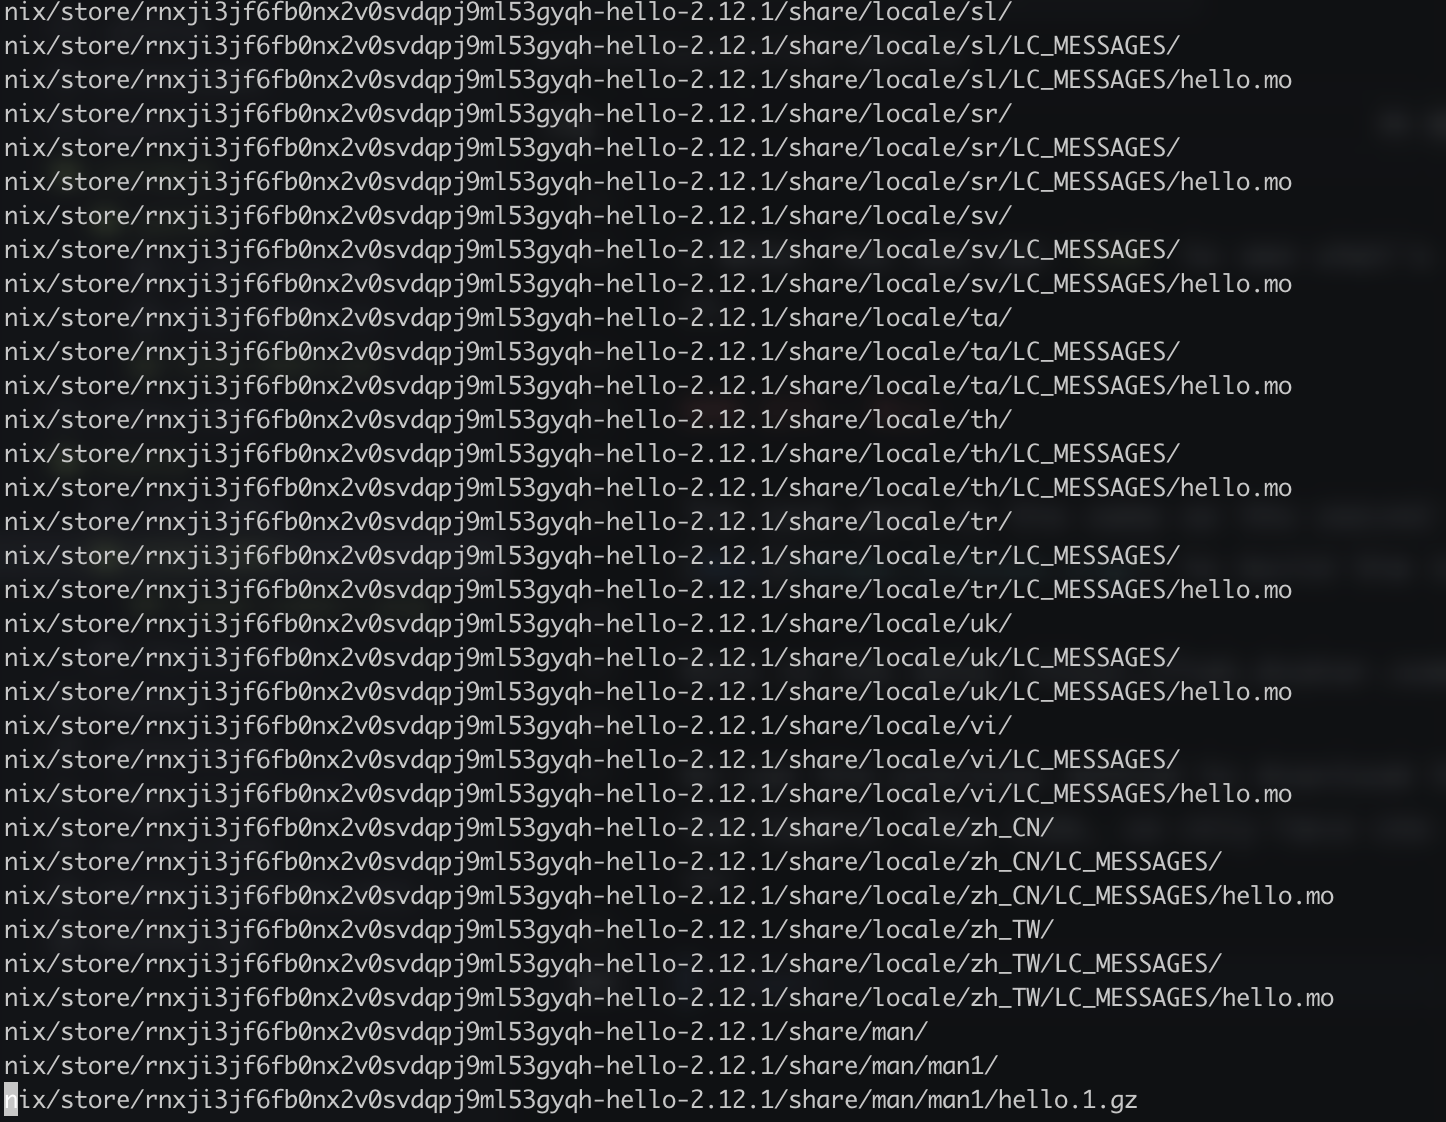 nix/store/rnxji3jf6fb0nx2v0svdqpj9ml53gyqh-hello-2.12.1/share/locale/sl/
nix/store/rnxji3jf6fb0nx2v0svdqpj9ml53gyqh-hello-2.12.1/share/locale/sl/LC_MESSAGES/
nix/store/rnxji3jf6fb0nx2v0svdqpj9ml53gyqh-hello-2.12.1/share/locale/sl/LC_MESSAGES/hello.mo
nix/store/rnxji3jf6fb0nx2v0svdqpj9ml53gyqh-hello-2.12.1/share/locale/sr/
nix/store/rnxji3jf6fb0nx2v0svdqpj9ml53gyqh-hello-2.12.1/share/locale/sr/LC_MESSAGES/
nix/store/rnxji3jf6fb0nx2v0svdqpj9ml53gyqh-hello-2.12.1/share/locale/sr/LC_MESSAGES/hello.mo
nix/store/rnxji3jf6fb0nx2v0svdqpj9ml53gyqh-hello-2.12.1/share/locale/sv/
nix/store/rnxji3jf6fb0nx2v0svdqpj9ml53gyqh-hello-2.12.1/share/locale/sv/LC_MESSAGES/
nix/store/rnxji3jf6fb0nx2v0svdqpj9ml53gyqh-hello-2.12.1/share/locale/sv/LC_MESSAGES/hello.mo
nix/store/rnxji3jf6fb0nx2v0svdqpj9ml53gyqh-hello-2.12.1/share/locale/ta/
nix/store/rnxji3jf6fb0nx2v0svdqpj9ml53gyqh-hello-2.12.1/share/locale/ta/LC_MESSAGES/
nix/store/rnxji3jf6fb0nx2v0svdqpj9ml53gyqh-hello-2.12.1/share/locale/ta/LC_MESSAGES/hello.mo
nix/store/rnxji3jf6fb0nx2v0svdqpj9ml53gyqh-hello-2.12.1/share/locale/th/
nix/store/rnxji3jf6fb0nx2v0svdqpj9ml53gyqh-hello-2.12.1/share/locale/th/LC_MESSAGES/
nix/store/rnxji3jf6fb0nx2v0svdqpj9ml53gyqh-hello-2.12.1/share/locale/th/LC_MESSAGES/hello.mo
nix/store/rnxji3jf6fb0nx2v0svdqpj9ml53gyqh-hello-2.12.1/share/locale/tr/
nix/store/rnxji3jf6fb0nx2v0svdqpj9ml53gyqh-hello-2.12.1/share/locale/tr/LC_MESSAGES/
nix/store/rnxji3jf6fb0nx2v0svdqpj9ml53gyqh-hello-2.12.1/share/locale/tr/LC_MESSAGES/hello.mo
nix/store/rnxji3jf6fb0nx2v0svdqpj9ml53gyqh-hello-2.12.1/share/locale/uk/
nix/store/rnxji3jf6fb0nx2v0svdqpj9ml53gyqh-hello-2.12.1/share/locale/uk/LC_MESSAGES/
nix/store/rnxji3jf6fb0nx2v0svdqpj9ml53gyqh-hello-2.12.1/share/locale/uk/LC_MESSAGES/hello.mo
nix/store/rnxji3jf6fb0nx2v0svdqpj9ml53gyqh-hello-2.12.1/share/locale/vi/
nix/store/rnxji3jf6fb0nx2v0svdqpj9ml53gyqh-hello-2.12.1/share/locale/vi/LC_MESSAGES/
nix/store/rnxji3jf6fb0nx2v0svdqpj9ml53gyqh-hello-2.12.1/share/locale/vi/LC_MESSAGES/hello.mo
nix/store/rnxji3jf6fb0nx2v0svdqpj9ml53gyqh-hello-2.12.1/share/locale/zh_CN/
nix/store/rnxji3jf6fb0nx2v0svdqpj9ml53gyqh-hello-2.12.1/share/locale/zh_CN/LC_MESSAGES/
nix/store/rnxji3jf6fb0nx2v0svdqpj9ml53gyqh-hello-2.12.1/share/locale/zh_CN/LC_MESSAGES/hello.mo
nix/store/rnxji3jf6fb0nx2v0svdqpj9ml53gyqh-hello-2.12.1/share/locale/zh_TW/
nix/store/rnxji3jf6fb0nx2v0svdqpj9ml53gyqh-hello-2.12.1/share/locale/zh_TW/LC_MESSAGES/
nix/store/rnxji3jf6fb0nx2v0svdqpj9ml53gyqh-hello-2.12.1/share/locale/zh_TW/LC_MESSAGES/hello.mo
nix/store/rnxji3jf6fb0nx2v0svdqpj9ml53gyqh-hello-2.12.1/share/man/
nix/store/rnxji3jf6fb0nx2v0svdqpj9ml53gyqh-hello-2.12.1/share/man/man1/
nix/store/rnxji3jf6fb0nx2v0svdqpj9ml53gyqh-hello-2.12.1/share/man/man1/hello.1.gz